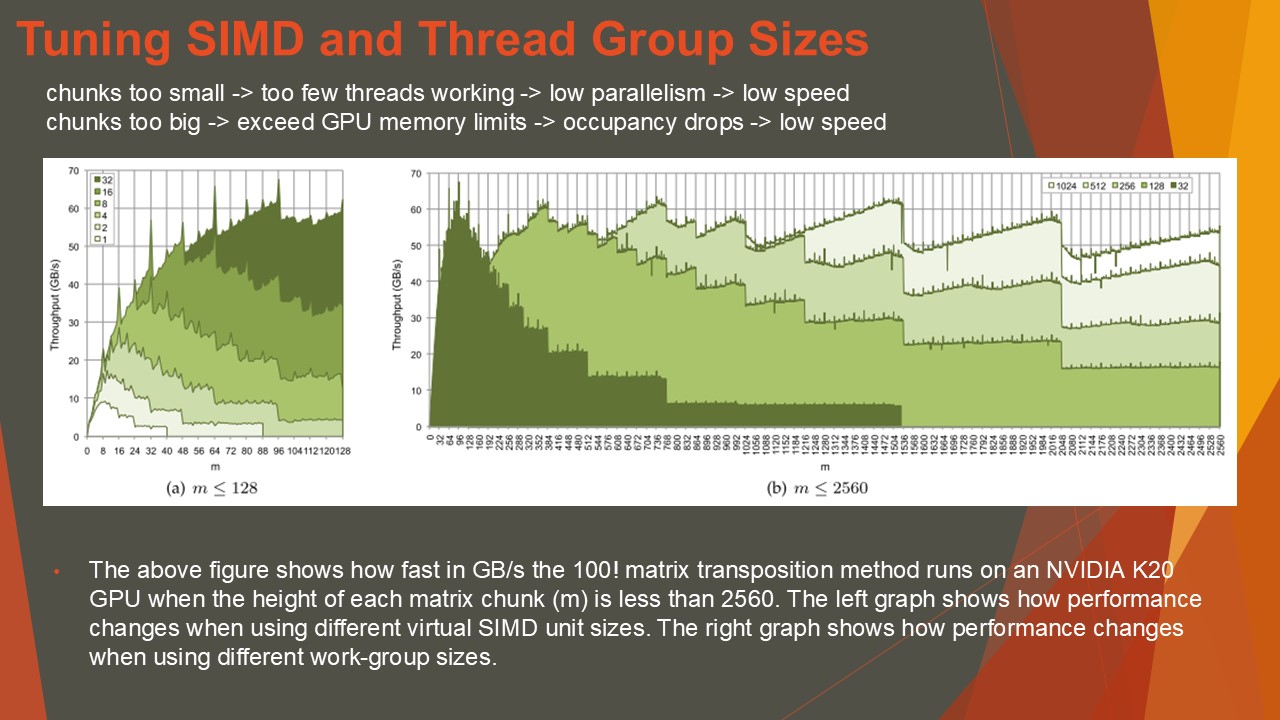 Tuning SIMD and Thread Group Sizes
chunks too small -> too few threads working -> low parallelism -> low speed
chunks too big -> exceed GPU memory limits -> occupancy drops -> low speed
70
60
50
40
30
20
10
0
Throughput (GB/s)
32
16
8
4
2
1
0 8 16 24 32 40 48 56 64 72 80 88 96 104 112 120 128
m
(a) m ≤ 128
70
60
50
40
30
20
10
0
Throughput (GB/s)
1024 512 256 128 32
0 32 64 96 128 160 192 224 256 288 320 352 384 416 448 480 512 544 576 608 640 672 704 736 768 800 832 864 896 928 960 992 1024 1056 1088 1120 1152 1184 1216 1248 1280 1312 1344 1376 1408 1440 1472 1504 1536 1568 1600 1632 1664 1696 1728 1760 1792 1824 1856 1888 1920 1952 1984 2016 2048 2080 2112 2144 2176 2208 2240 2272 2304 2336 2368 2400 2432 2464 2496 2528 2560
m
(b) m ≤ 2560
• The above figure shows how fast in GB/s the 100! matrix transposition method runs on an NVIDIA K20
GPU when the height of each matrix chunk (m) is less than 2560. The left graph shows how performance
changes when using different virtual SIMD unit sizes. The right graph shows how performance changes
when using different work-group sizes.